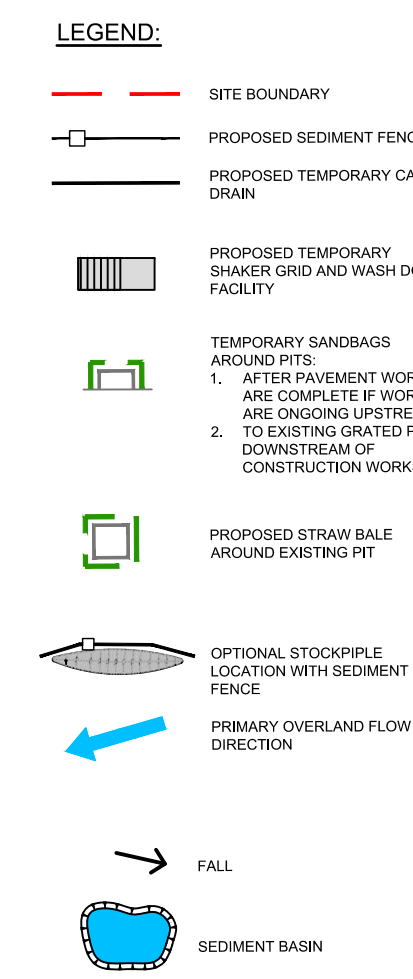 LEGEND:
SITE BOUNDARY
PROPOSED SEDIMENT FENC
PROPOSED TEMPORARY CA
DRAIN
PROPOSED TEMPORARY
SHAKER GRID AND WASH DO
FACILITY
TEMPORARY SANDBAGS
AROUND PITS:
1. AFTER PAVEMENT WOR
ARE COMPLETE IF WOR
ARE ONGOING UPSTRE
2. TO EXISTING GRATED P
DOWNSTREAM OF
CONSTRUCTION WORK
PROPOSED STRAW BALE
AROUND EXISTING PIT
OPTIONAL STOCKPIPLE
LOCATION WITH SEDIMENT
FENCE
PRIMARY OVERLAND FLOW
DIRECTION
FALL
SEDIMENT BASIN